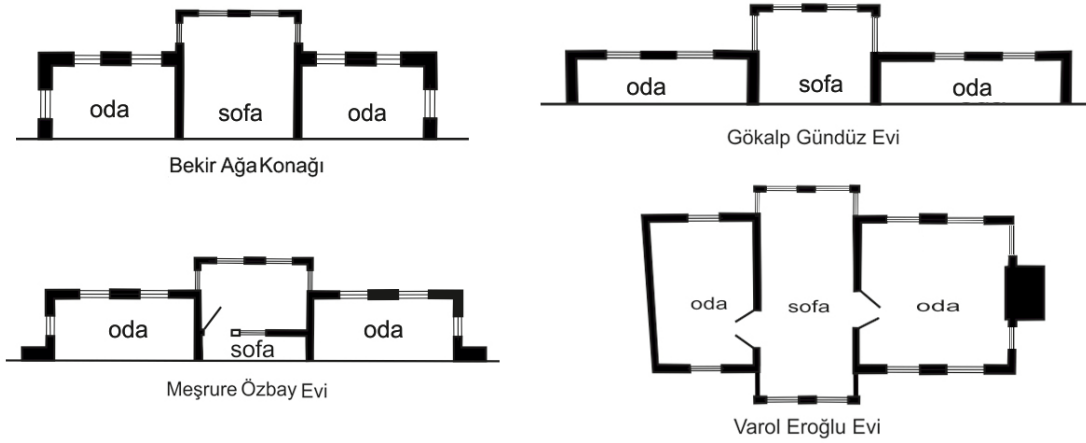 oda
sofa
oda
Bekir Ağa Konağı
oda
sofa
oda
Gökalp Gündüz Evi
oda
sofa
oda
Meşrure Özbay Evi
oda
sofa
oda
Varol Eroğlu Evi